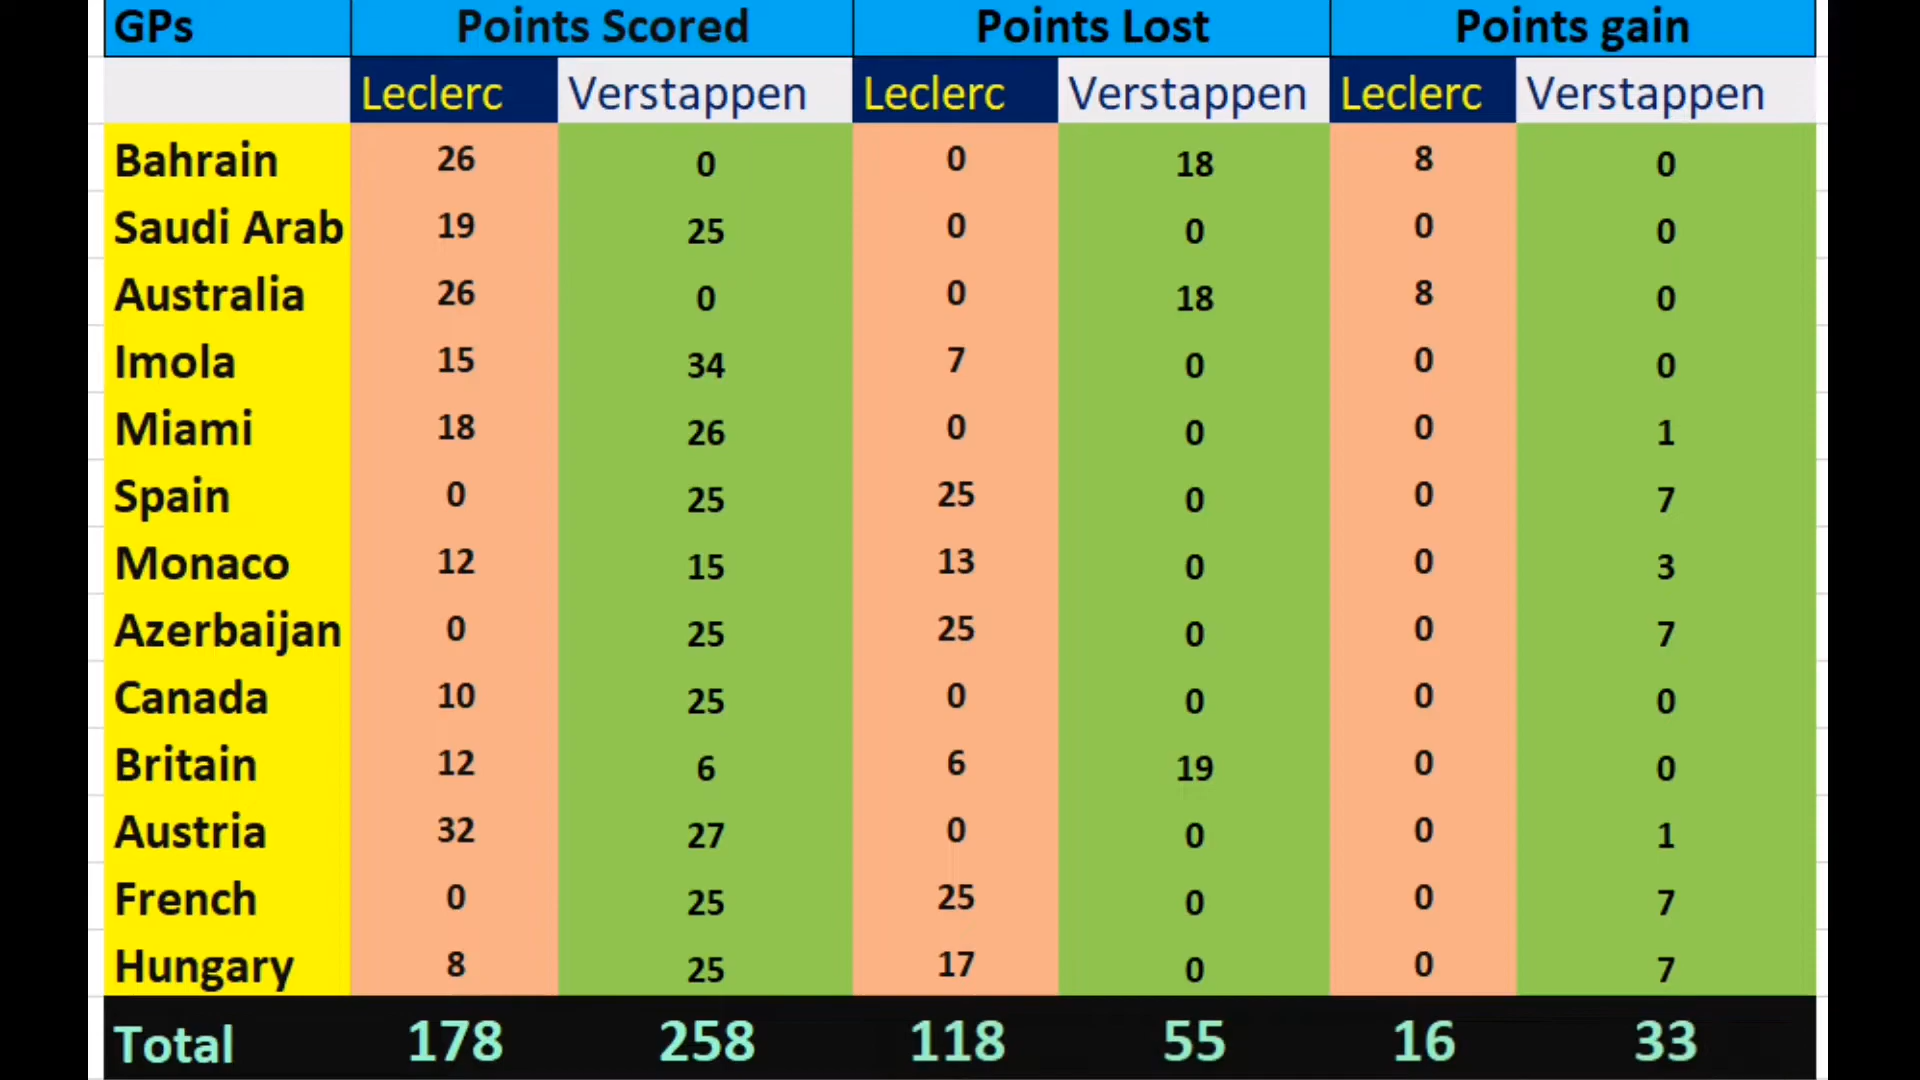 GPs Points Scored Points Lost Points gain
Leclerc Verstappen Leclerc Verstappen Leclerc Verstappen
Bahrain 26 0 0 18 8 0
Saudi Arab 19 25 0 0 0 0
Australia 26 0 0 18 8 0
Imola 15 34 7 0 0 0
Miami 18 26 0 0 0 1
Spain 0 25 25 0 0 7
Monaco 12 15 13 0 0 3
Azerbaijan 0 25 25 0 0 7
Canada 10 25 0 0 0 0
Britain 12 6 6 19 0 0
Austria 32 27 0 0 0 1
French 0 25 25 0 0 7
Hungary 8 25 17 0 0 7
Total 178 258 118 55 16 33